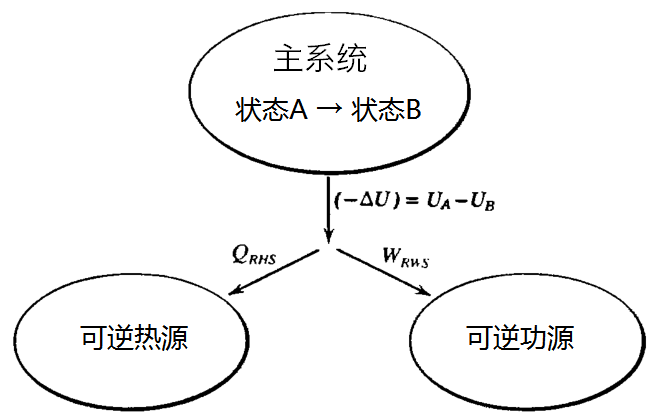 主系统
状态A → 状态B
(−ΔU) = U_A − U_B
Q_RHS
W_RWS
可逆热源
可逆功源